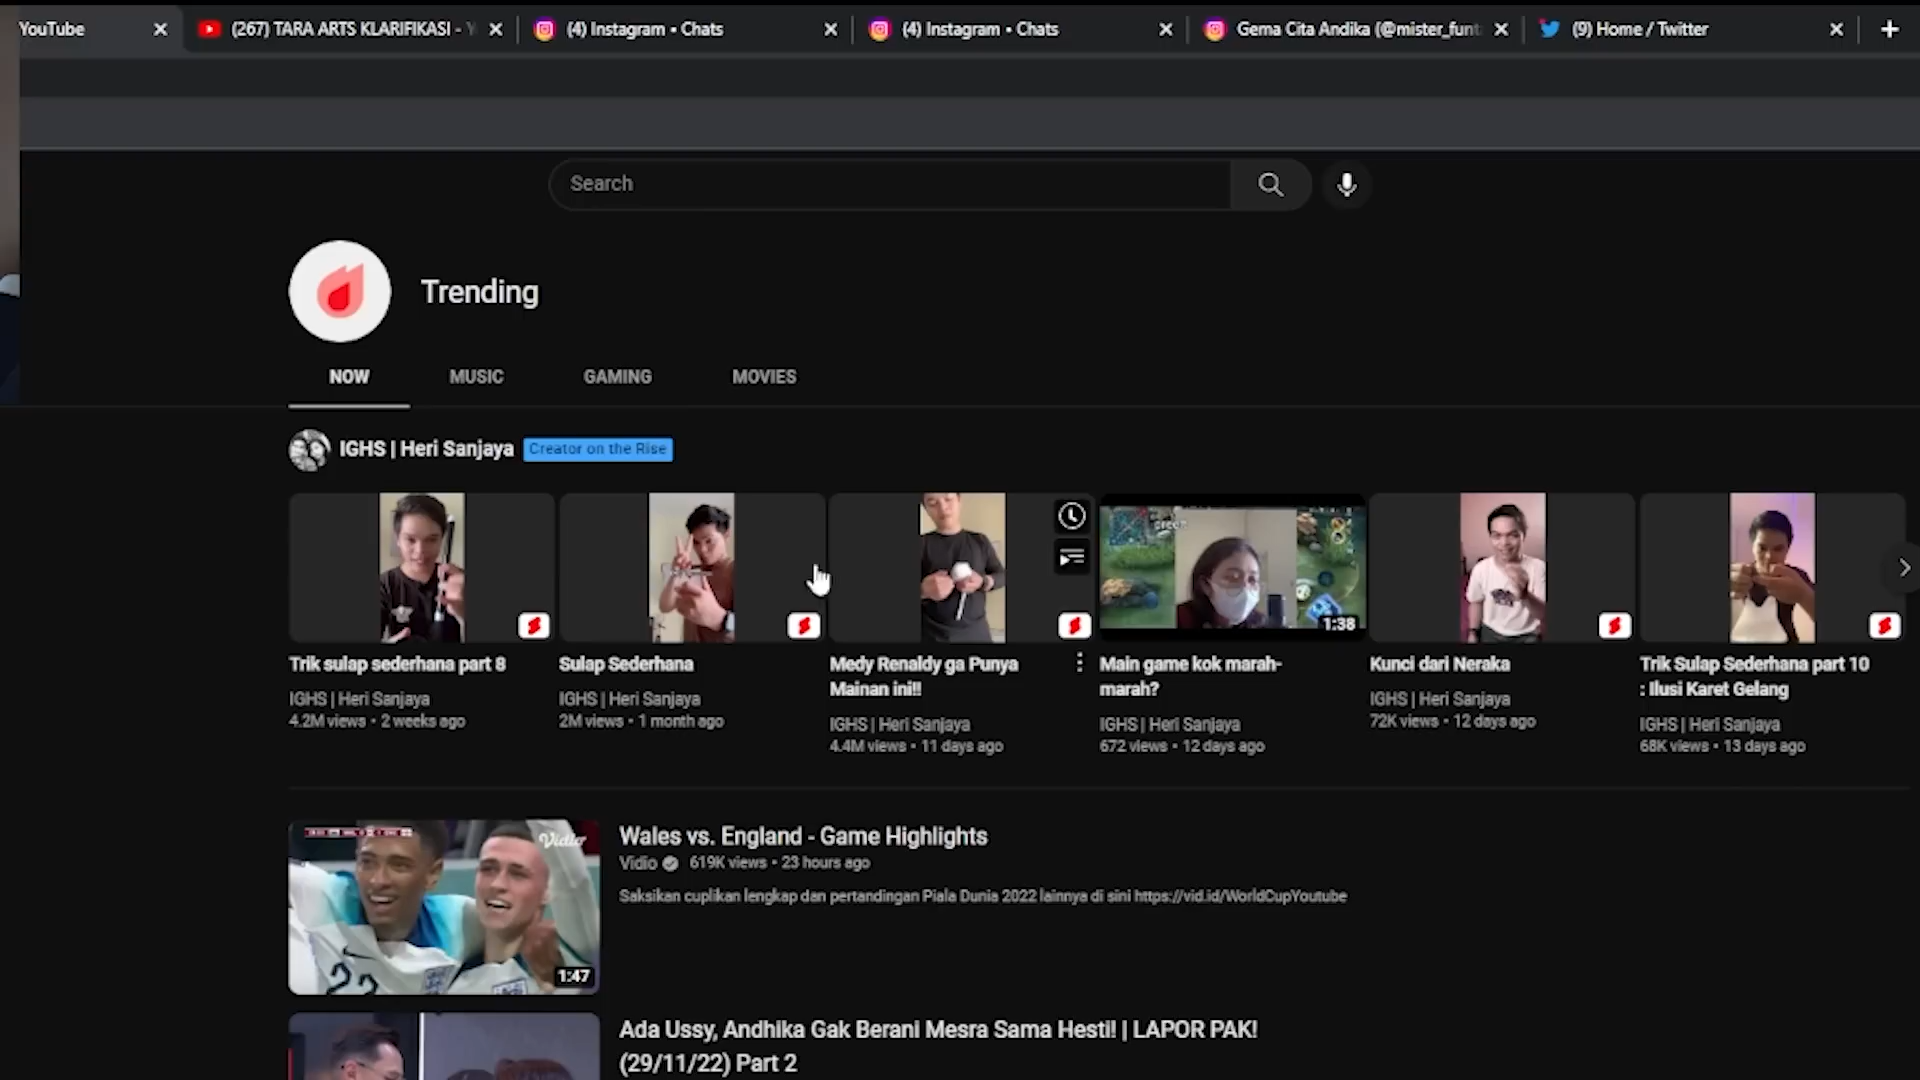 YouTube
(267) TARA ARTS KLARIFIKASI -
(4) Instagram • Chats
(4) Instagram • Chats
Gema Cita Andika (@mister_funt
(9) Home / Twitter
Search
Trending
NOW
MUSIC
GAMING
MOVIES
IGHS | Heri Sanjaya
Creator on the Rise
Trik sulap sederhana part 8
IGHS | Heri Sanjaya
4.2M views • 2 weeks ago
Sulap Sederhana
IGHS | Heri Sanjaya
2M views • 1 month ago
Medy Renaldy ga Punya
Mainan ini!!
IGHS | Heri Sanjaya
4.4M views • 11 days ago
1:38
Main game kok marah-
marah?
IGHS | Heri Sanjaya
672 views • 12 days ago
Kunci dari Neraka
IGHS | Heri Sanjaya
72K views • 12 days ago
Trik Sulap Sederhana part 10
: Ilusi Karet Gelang
IGHS | Heri Sanjaya
68K views • 13 days ago
Vidio
22
1:47
Wales vs. England - Game Highlights
Vidio 619K views • 23 hours ago
Saksikan cuplikan lengkap dan pertandingan Piala Dunia 2022 lainnya di sini https://vid.id/WorldCupYoutube
Ada Ussy, Andhika Gak Berani Mesra Sama Hesti! | LAPOR PAK!
(29/11/22) Part 2